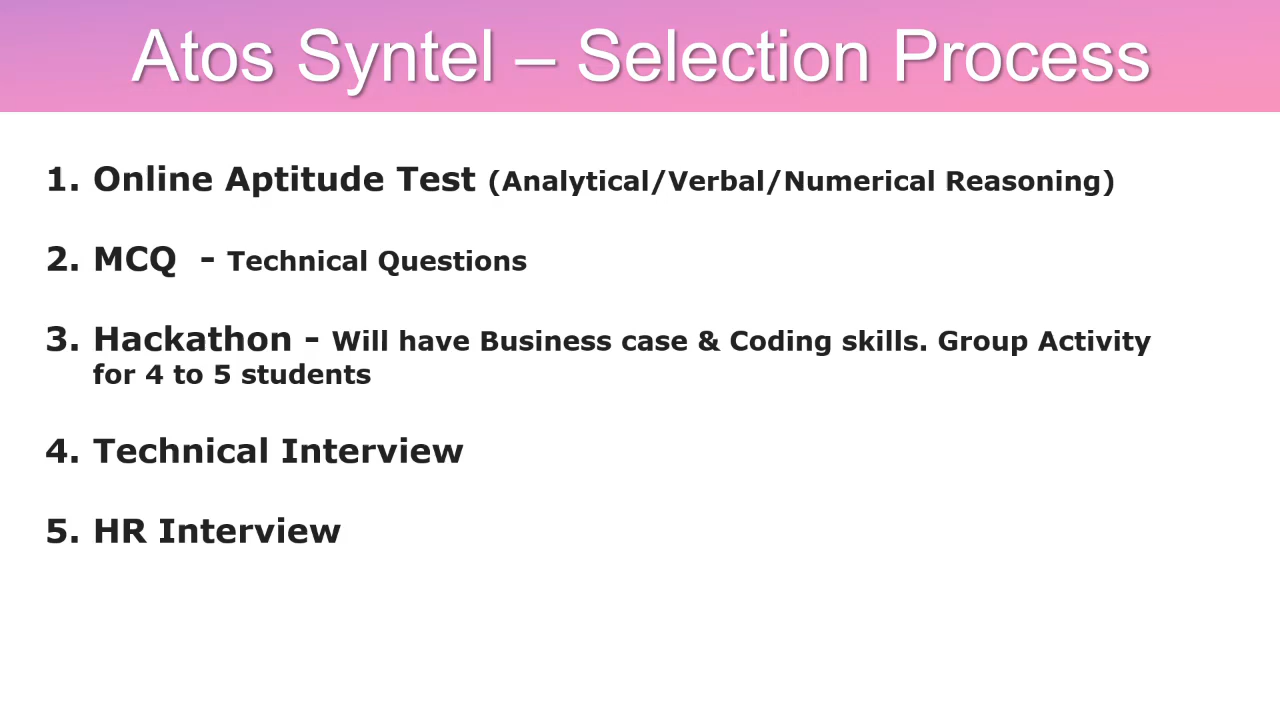 Atos Syntel – Selection Process
1. Online Aptitude Test (Analytical/Verbal/Numerical Reasoning)
2. MCQ - Technical Questions
3. Hackathon - Will have Business case & Coding skills. Group Activity
for 4 to 5 students
4. Technical Interview
5. HR Interview